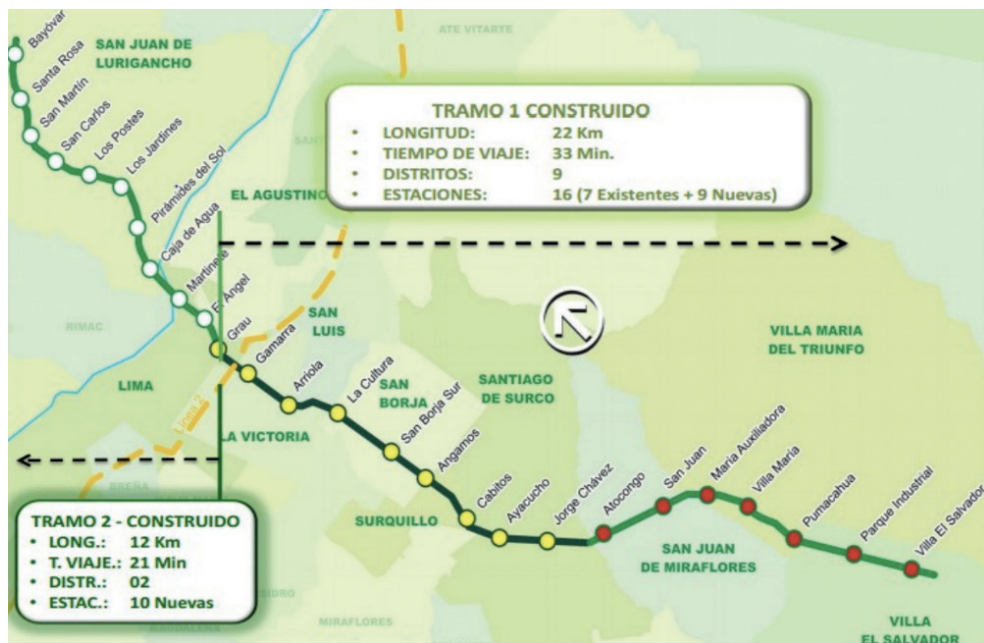 ATE VITARTE
SAN JUAN DE
LURIGANCHO
Bayóvar
Santa Rosa
San Martín
San Carlos
Los Postes
Los Jardines
Pirámides del Sol
Caja de Agua
Martinete
E. Angel
Grau
Gamarra
Arriola
La Cultura
San Borja Sur
Angamos
Cabitos
Ayacucho
Jorge Chávez
Atocongo
San Juan
María Auxiliadora
Villa María
Pumacahua
Parque Industrial
Villa El Salvador
TRAMO 1 CONSTRUIDO
• LONGITUD: 22 Km
• TIEMPO DE VIAJE: 33 Min.
• DISTRITOS: 9
• ESTACIONES: 16 (7 Existentes + 9 Nuevas)
EL AGUSTINO
RIMAC
LIMA
SAN
LUIS
Línea 2
LA VICTORIA
SAN
BORJA
SANTIAGO
DE SURCO
VILLA MARIA
DEL TRIUNFO
BREÑA
SURQUILLO
SAN JUAN
DE MIRAFLORES
TRAMO 2 - CONSTRUIDO
• LONG.: 12 Km
• T. VIAJE.: 21 Min
• DISTR.: 02
• ESTAC.: 10 Nuevas
MIRAFLORES
MAGDALENA
VILLA
EL SALVADOR